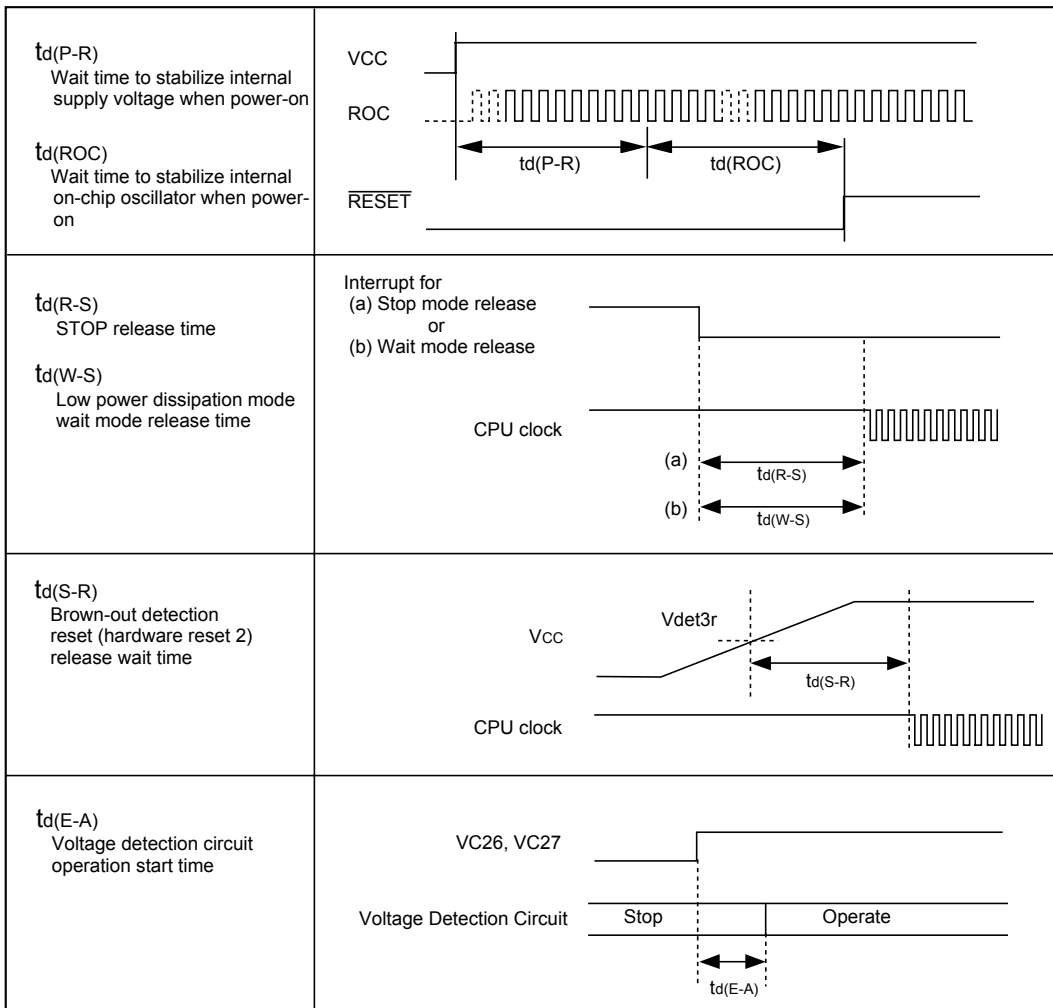 td(P-R)
Wait time to stabilize internal
supply voltage when power-on
td(ROC)
Wait time to stabilize internal
on-chip oscillator when power-
on
VCC
ROC
td(P-R)
td(ROC)
RESET
td(R-S)
STOP release time
td(W-S)
Low power dissipation mode
wait mode release time
Interrupt for
(a) Stop mode release
or
(b) Wait mode release
CPU clock
(a)
td(R-S)
(b)
td(W-S)
td(S-R)
Brown-out detection
reset (hardware reset 2)
release wait time
Vdet3r
VCC
td(S-R)
CPU clock
td(E-A)
Voltage detection circuit
operation start time
VC26, VC27
Voltage Detection Circuit
Stop
Operate
td(E-A)